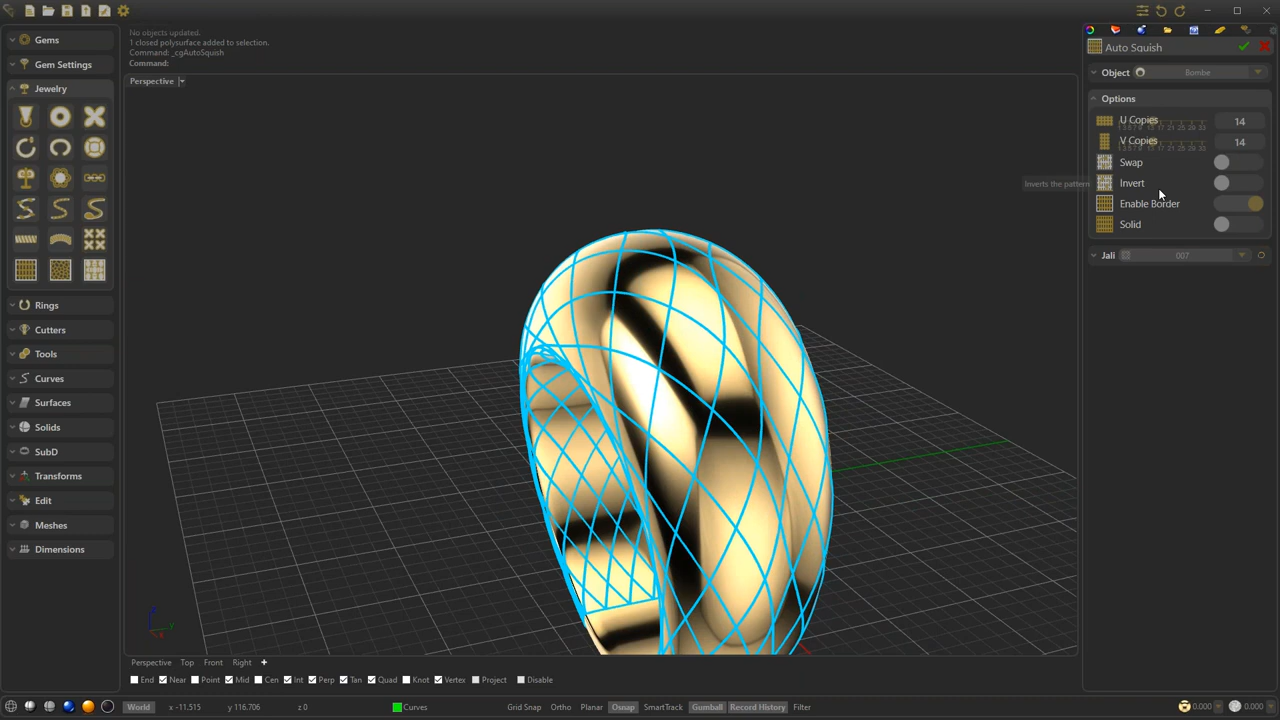 No objects updated.
1 closed polysurface added to selection.
Command: _cgAutoSquish
Command:
Perspective
Gems
Gem Settings
Jewelry
Rings
Cutters
Tools
Curves
Surfaces
Solids
SubD
Transforms
Edit
Meshes
Dimensions
Auto Squish
Object Bombe
Options
U Copies 14
V Copies 14
Swap
Inverts the pattern
Invert
Enable Border
Solid
Jali 007
Perspective Top Front Right
End Near Point Mid Cen Int Perp Tan Quad Knot Vertex Project Disable
World x -11.515 y 116.706 z 0 Curves Grid Snap Ortho Planar Osnap SmartTrack Gumball Record History Filter 0.000 0.000